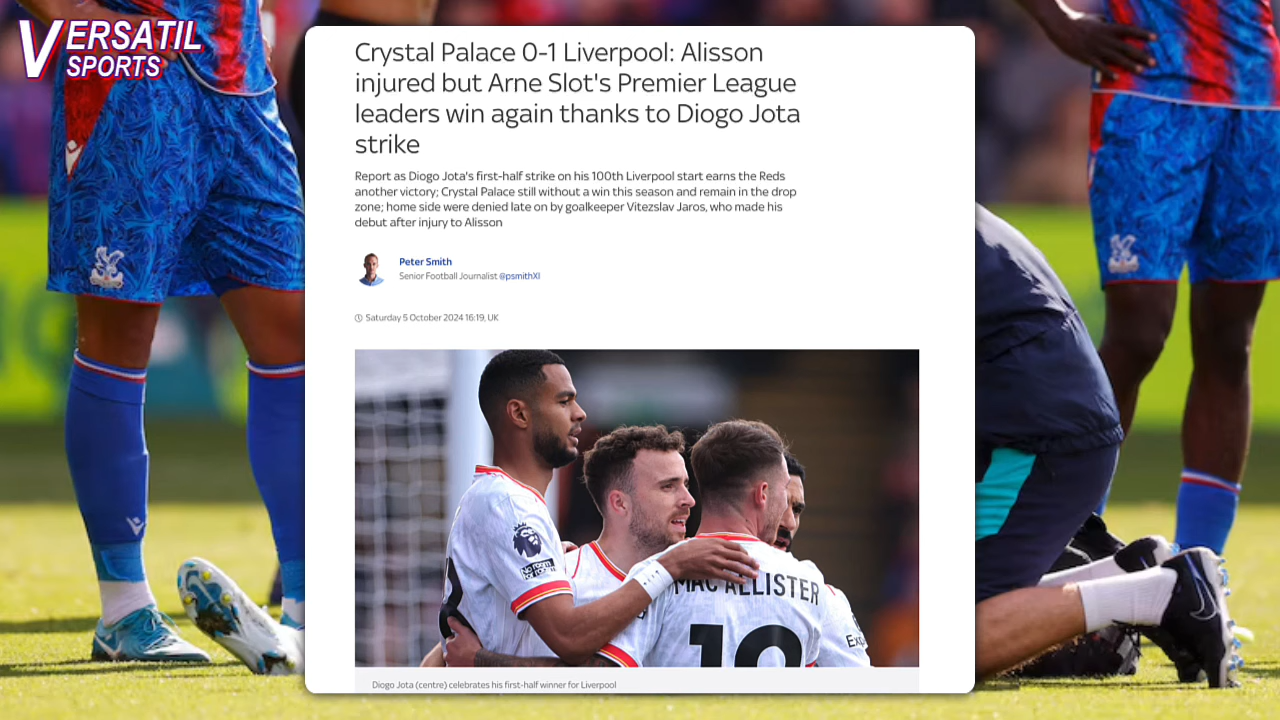 VERSATIL
SPORTS
Crystal Palace 0-1 Liverpool: Alisson
injured but Arne Slot's Premier League
leaders win again thanks to Diogo Jota
strike
Report as Diogo Jota's first-half strike on his 100th Liverpool start earns the Reds
another victory; Crystal Palace still without a win this season and remain in the drop
zone; home side were denied late on by goalkeeper Vitezslav Jaros, who made his
debut after injury to Alisson
Peter Smith
Senior Football Journalist @psmithXI
Saturday 5 October 2024 16:19, UK
No room
for racism
MAC ALLISTER
10
Exp
Diogo Jota (centre) celebrates his first-half winner for Liverpool